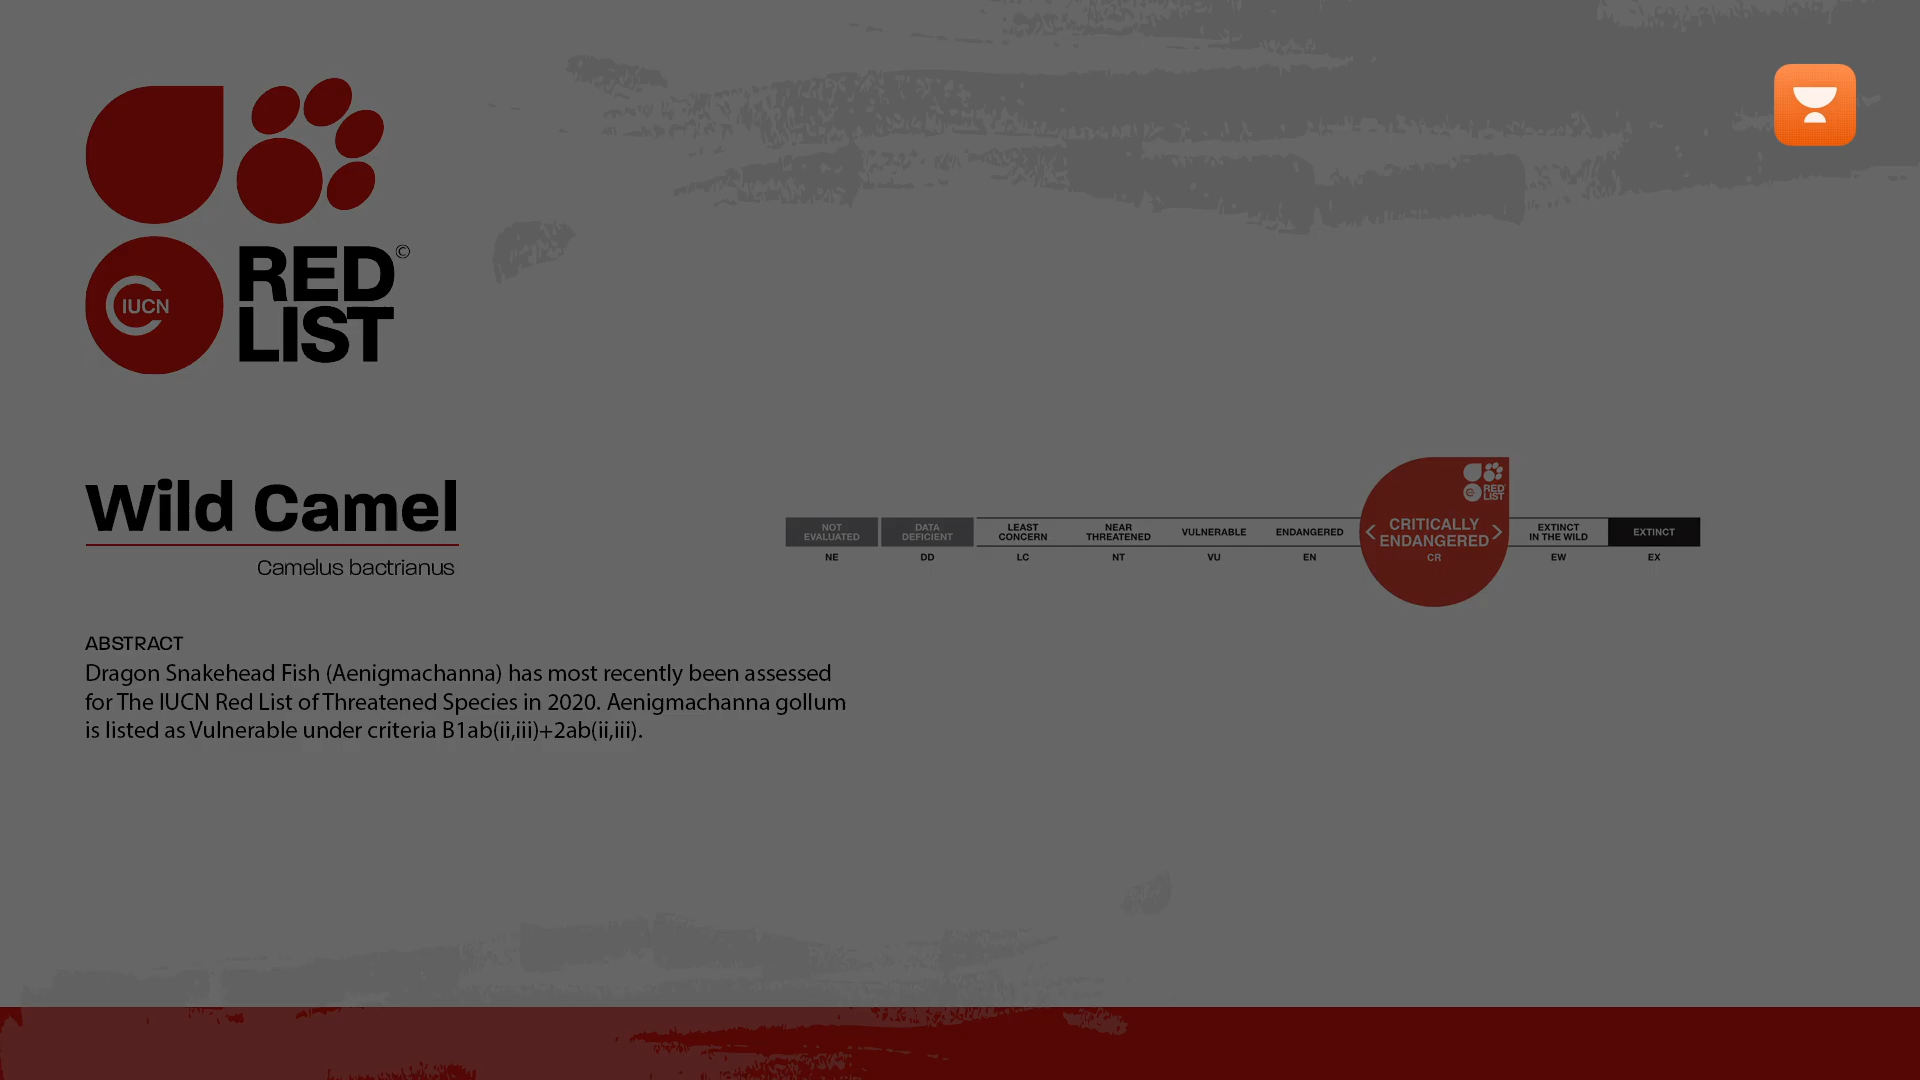 RED©
LIST
IUCN
Wild Camel
Camelus bactrianus
NOT
EVALUATED
NE
DATA
DEFICIENT
DD
LEAST
CONCERN
LC
NEAR
THREATENED
NT
VULNERABLE
VU
ENDANGERED
EN
RED
LIST
< CRITICALLY
ENDANGERED >
CR
EXTINCT
IN THE WILD
EW
EXTINCT
EX
ABSTRACT
Dragon Snakehead Fish (Aenigmachanna) has most recently been assessed
for The IUCN Red List of Threatened Species in 2020. Aenigmachanna gollum
is listed as Vulnerable under criteria B1ab(ii,iii)+2ab(ii,iii).